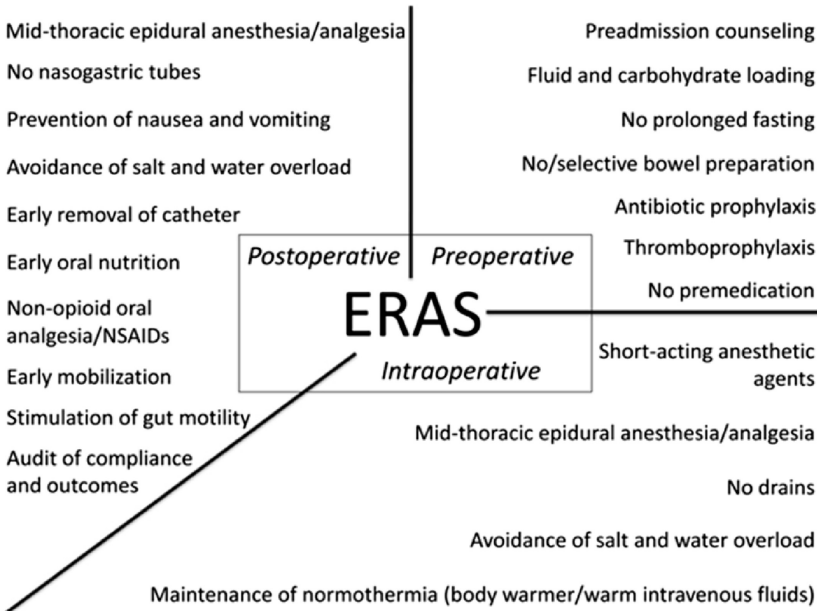 Mid-thoracic epidural anesthesia/analgesia
No nasogastric tubes
Prevention of nausea and vomiting
Avoidance of salt and water overload
Early removal of catheter
Early oral nutrition
Non-opioid oral
analgesia/NSAIDs
Early mobilization
Stimulation of gut motility
Audit of compliance
and outcomes
Postoperative
Preoperative
ERAS
Intraoperative
Preadmission counseling
Fluid and carbohydrate loading
No prolonged fasting
No/selective bowel preparation
Antibiotic prophylaxis
Thromboprophylaxis
No premedication
Short-acting anesthetic
agents
Mid-thoracic epidural anesthesia/analgesia
No drains
Avoidance of salt and water overload
Maintenance of normothermia (body warmer/warm intravenous fluids)